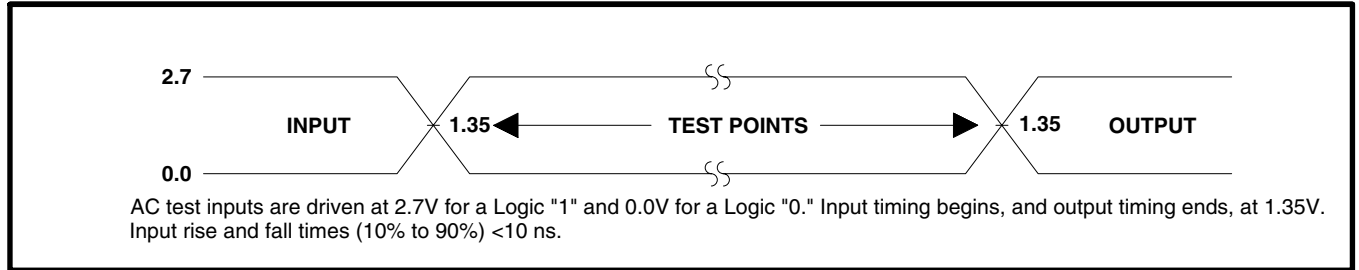 2.7
INPUT 1.35 TEST POINTS 1.35 OUTPUT
0.0
AC test inputs are driven at 2.7V for a Logic "1" and 0.0V for a Logic "0." Input timing begins, and output timing ends, at 1.35V.
Input rise and fall times (10% to 90%) <10 ns.